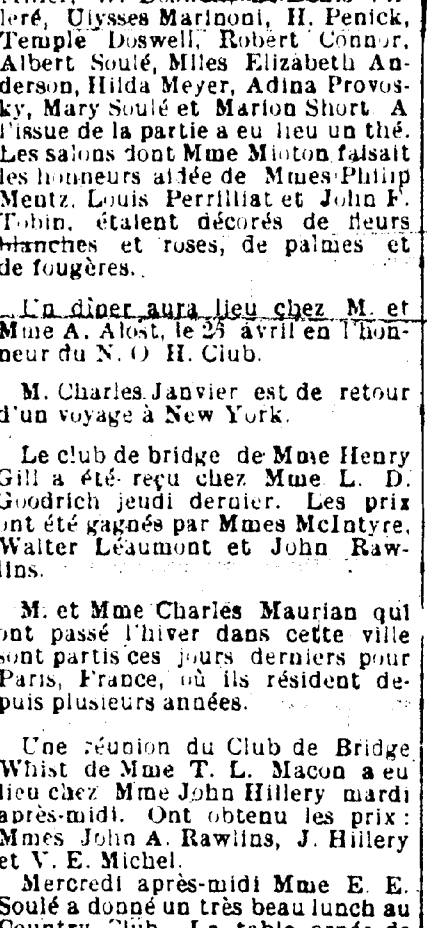 leré, Ulysses Marinoni, H. Penick,
Temple Doswell, Robert Connor,
Albert Soulé, Miles Elizabeth An-
derson, Hilda Meyer, Adina Provos-
ky, Mary Soulé et Marion Short. A
l'issue de la partie a eu lieu un thé.
Les salons dont Mme Mioton faisait
les honneurs aidée de Mmes Philip
Mentz, Louis Perrilliat et John F.
Tobin, étaient décorés de fleurs
blanches et roses, de palmes et
de fougères.
Un dîner aura lieu chez M. et
Mme A. Alost, le 26 avril en l'hon-
neur du N. O H. Club.
M. Charles Janvier est de retour
d'un voyage à New York.
Le club de bridge de Mme Henry
Gill a été reçu chez Mme L. D.
Goodrich jeudi dernier. Les prix
ont été gagnés par Mmes McIntyre,
Walter Léaumont et John Raw-
lins.
M. et Mme Charles Maurian qui
ont passé l'hiver dans cette ville
sont partis ces jours derniers pour
Paris, France, où ils résident de-
puis plusieurs années.
Une réunion du Club de Bridge
Whist de Mme T. L. Macon a eu
lieu chez Mme John Hillery mardi
après-midi. Ont obtenu les prix:
Mmes John A. Rawlins, J. Hillery
et V. E. Michel.
Mercredi après-midi Mme E. E.
Soulé a donné un très beau lunch au
Country Club. La table ornée de